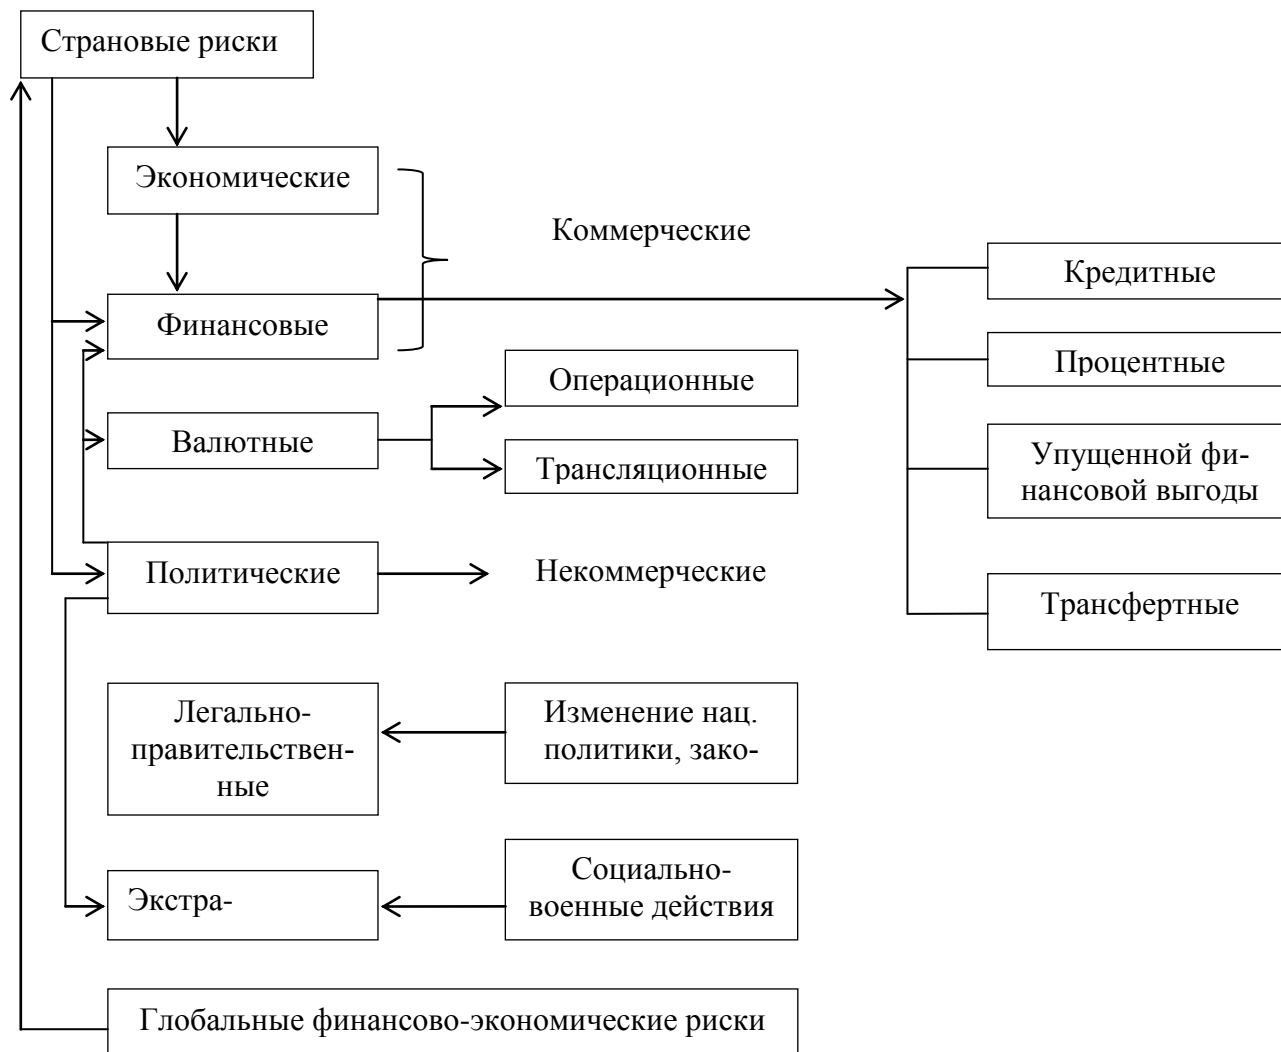 Страновые риски
Экономические
Коммерческие
Кредитные
Финансовые
Процентные
Операционные
Валютные
Упущенной фи-
нансовой выгоды
Трансляционные
Политические
Некоммерческие
Трансфертные
Легально-
правительствен-
ные
Изменение нац.
политики, зако-
Экстра-
Социально-
военные действия
Глобальные финансово-экономические риски